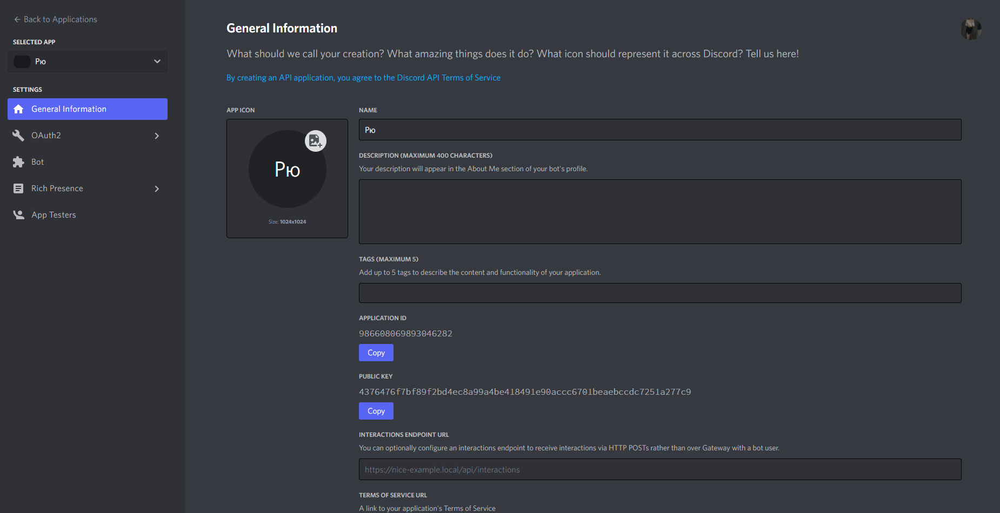 Back to Applications
SELECTED APP
Рю
SETTINGS
General Information
OAuth2
Bot
Rich Presence
App Testers
General Information
What should we call your creation? What amazing things does it do? What icon should represent it across Discord? Tell us here!
By creating an API application, you agree to the Discord API Terms of Service
APP ICON
Рю
Size: 1024x1024
NAME
Рю
DESCRIPTION (MAXIMUM 400 CHARACTERS)
Your description will appear in the About Me section of your bot's profile.
TAGS (MAXIMUM 5)
Add up to 5 tags to describe the content and functionality of your application.
APPLICATION ID
986608069893046282
Copy
PUBLIC KEY
4376476f7bf89f2bd4ec8a99a4be418491e90accc6701beaebccdc7251a277c9
Copy
INTERACTIONS ENDPOINT URL
You can optionally configure an interactions endpoint to receive interactions via HTTP POSTs rather than over Gateway with a bot user.
https://nice-example.local/api/interactions
TERMS OF SERVICE URL
A link to your application's Terms of Service